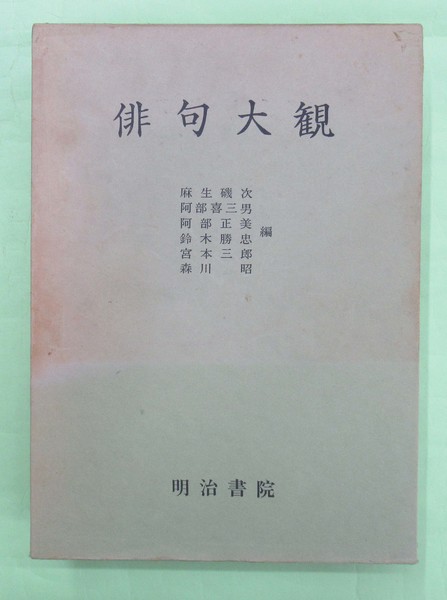 俳句大観
麻生磯次
阿部喜三男
阿部正美
鈴木勝忠
宮本三郎
森川昭
編
明治書院